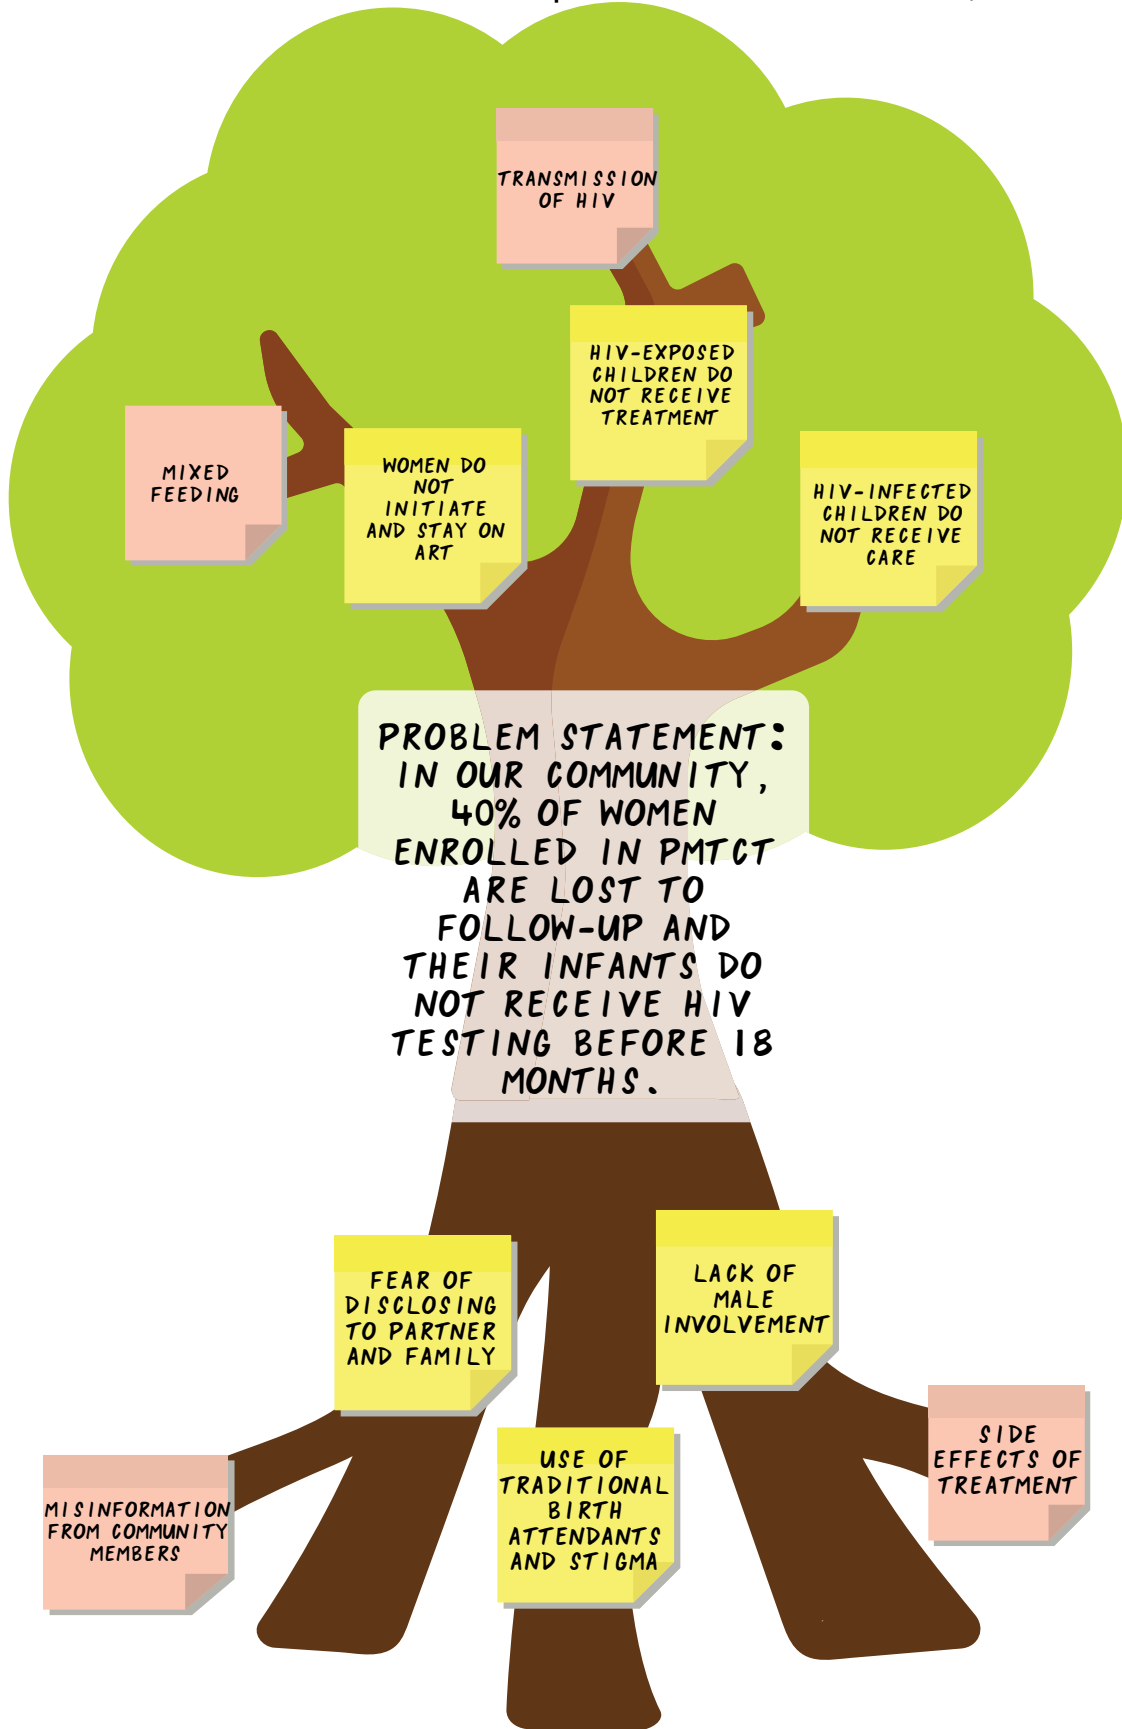 TRANSMISSION
OF HIV
HIV-EXPOSED
CHILDREN DO
NOT RECEIVE
TREATMENT
MIXED
FEEDING
WOMEN DO
NOT
INITIATE
AND STAY ON
ART
HIV-INFECTED
CHILDREN DO
NOT RECEIVE
CARE
PROBLEM STATEMENT:
IN OUR COMMUNITY,
40% OF WOMEN
ENROLLED IN PMTCT
ARE LOST TO
FOLLOW-UP AND
THEIR INFANTS DO
NOT RECEIVE HIV
TESTING BEFORE 18
MONTHS.
FEAR OF
DISCLOSING
TO PARTNER
AND FAMILY
LACK OF
MALE
INVOLVEMENT
MISINFORMATION
FROM COMMUNITY
MEMBERS
USE OF
TRADITIONAL
BIRTH
ATTENDANTS
AND STIGMA
SIDE
EFFECTS OF
TREATMENT